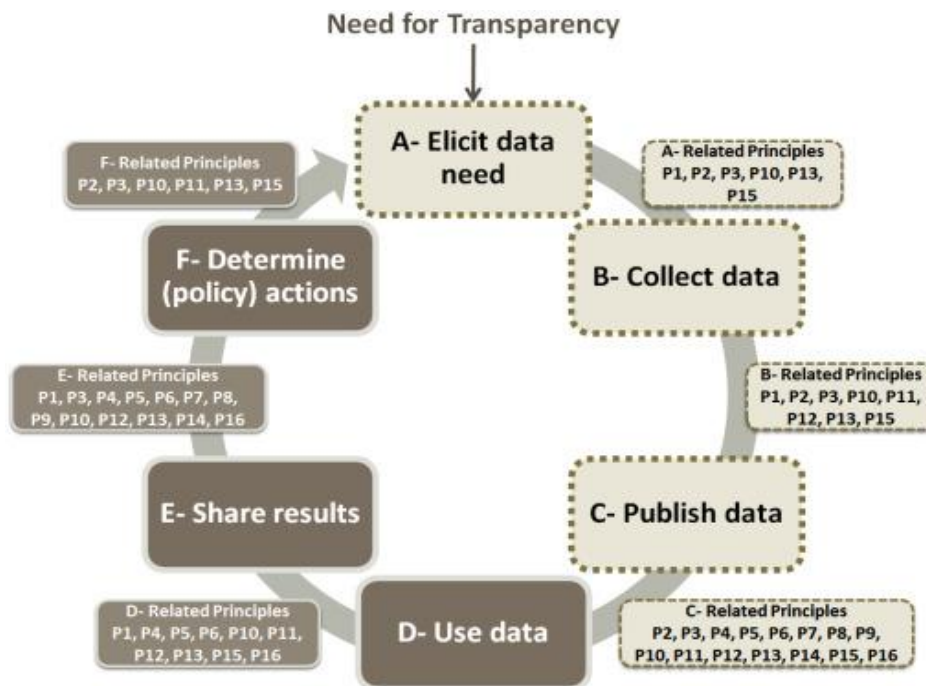 Need for Transparency
A- Elicit data
need
A- Related Principles
P1, P2, P3, P10, P13,
P15
B- Collect data
B- Related Principles
P1, P2, P3, P10, P11,
P12, P13, P15
C- Publish data
C- Related Principles
P2, P3, P4, P5, P6, P7, P8, P9,
P10, P11, P12, P13, P14, P15, P16
D- Use data
D- Related Principles
P1, P4, P5, P6, P10, P11,
P12, P13, P15, P16
E- Share results
E- Related Principles
P1, P3, P4, P5, P6, P7, P8,
P9, P10, P12, P13, P14, P16
F- Determine
(policy) actions
F- Related Principles
P2, P3, P10, P11, P13, P15